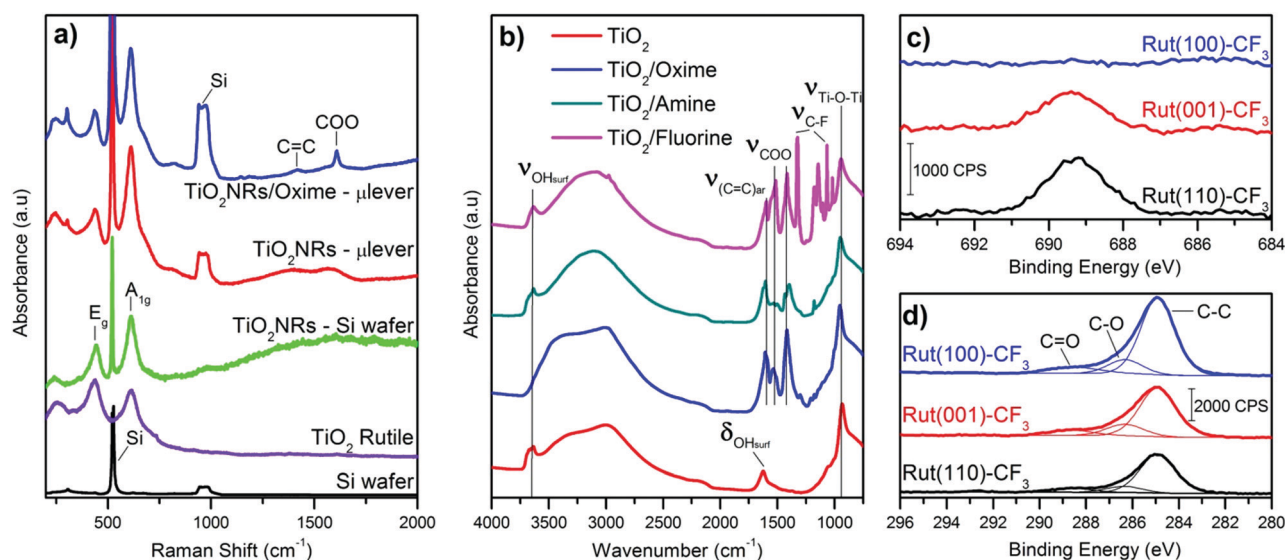 a)
Si
COO
C=C
TiO₂NRs/Oxime - μlever
TiO₂NRs - μlever
A₁g
Eg
TiO₂NRs - Si wafer
TiO₂ Rutile
Si
Si wafer
Absorbance (a.u)
500 1000 1500 2000
Raman Shift (cm⁻¹)
b)
TiO₂
TiO₂/Oxime
TiO₂/Amine
TiO₂/Fluorine
νTi-O-Ti
νC-F
νCOO
ν(C=C)ar
νOHsurf
δOHsurf
Absorbance (a.u)
4000 3500 3000 2500 2000 1500 1000
Wavenumber (cm⁻¹)
c)
Rut(100)-CF₃
Rut(001)-CF₃
1000 CPS
Rut(110)-CF₃
694 692 690 688 686 684
Binding Energy (eV)
d)
C-C
C-O
C=O
Rut(100)-CF₃
2000 CPS
Rut(001)-CF₃
Rut(110)-CF₃
296 294 292 290 288 286 284 282 280
Binding Energy (eV)